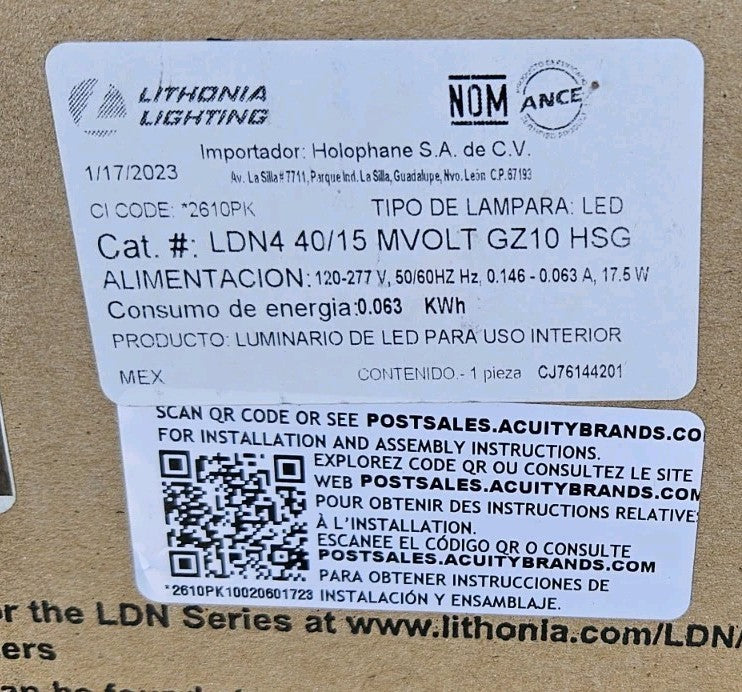 LITHONIA
LIGHTING
NOM ANCE
Importador: Holophane S.A. de C.V.
1/17/2023
Av. La Silla # 7711, Parque Ind. La Silla, Guadalupe, Nvo. León C.P. 67193
CI CODE: *2610PK TIPO DE LAMPARA: LED
Cat. #: LDN4 40/15 MVOLT GZ10 HSG
ALIMENTACION: 120-277 V, 50/60HZ Hz, 0.146 - 0.063 A, 17.5 W
Consumo de energia:0.063 KWh
PRODUCTO: LUMINARIO DE LED PARA USO INTERIOR
MEX CONTENIDO.- 1 pieza CJ76144201
SCAN QR CODE OR SEE POSTSALES.ACUITYBRANDS.CO
FOR INSTALLATION AND ASSEMBLY INSTRUCTIONS.
EXPLOREZ CODE QR OU CONSULTEZ LE SITE
WEB POSTSALES.ACUITYBRANDS.COM
POUR OBTENIR DES INSTRUCTIONS RELATIVES
À L'INSTALLATION.
ESCANEE EL CÓDIGO QR O CONSULTE
POSTSALES.ACUITYBRANDS.COM
PARA OBTENER INSTRUCCIONES DE
INSTALACIÓN Y ENSAMBLAJE.
*2610PK10020601723
or the LDN Series at www.lithonia.com/LDN/
ers